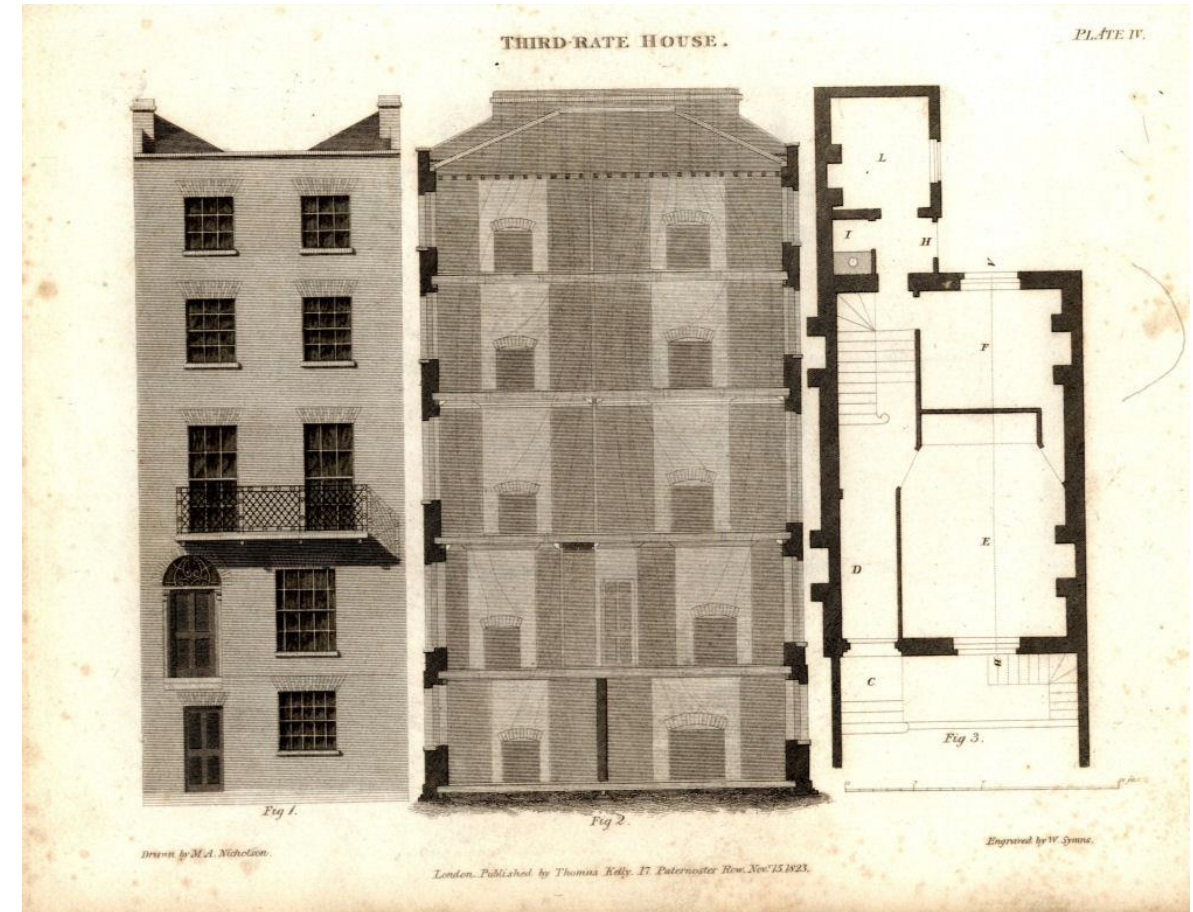 THIRD-RATE HOUSE.
PLATE IV.
L
I
H
A
F
E
D
B
C
Fig 3.
Fig 1.
Fig 2.
Drawn by M. A. Nicholson.
Engraved by W. Symns.
London. Published by Thomas Kelly. 17. Paternoster Row. Novr. 15. 1823.